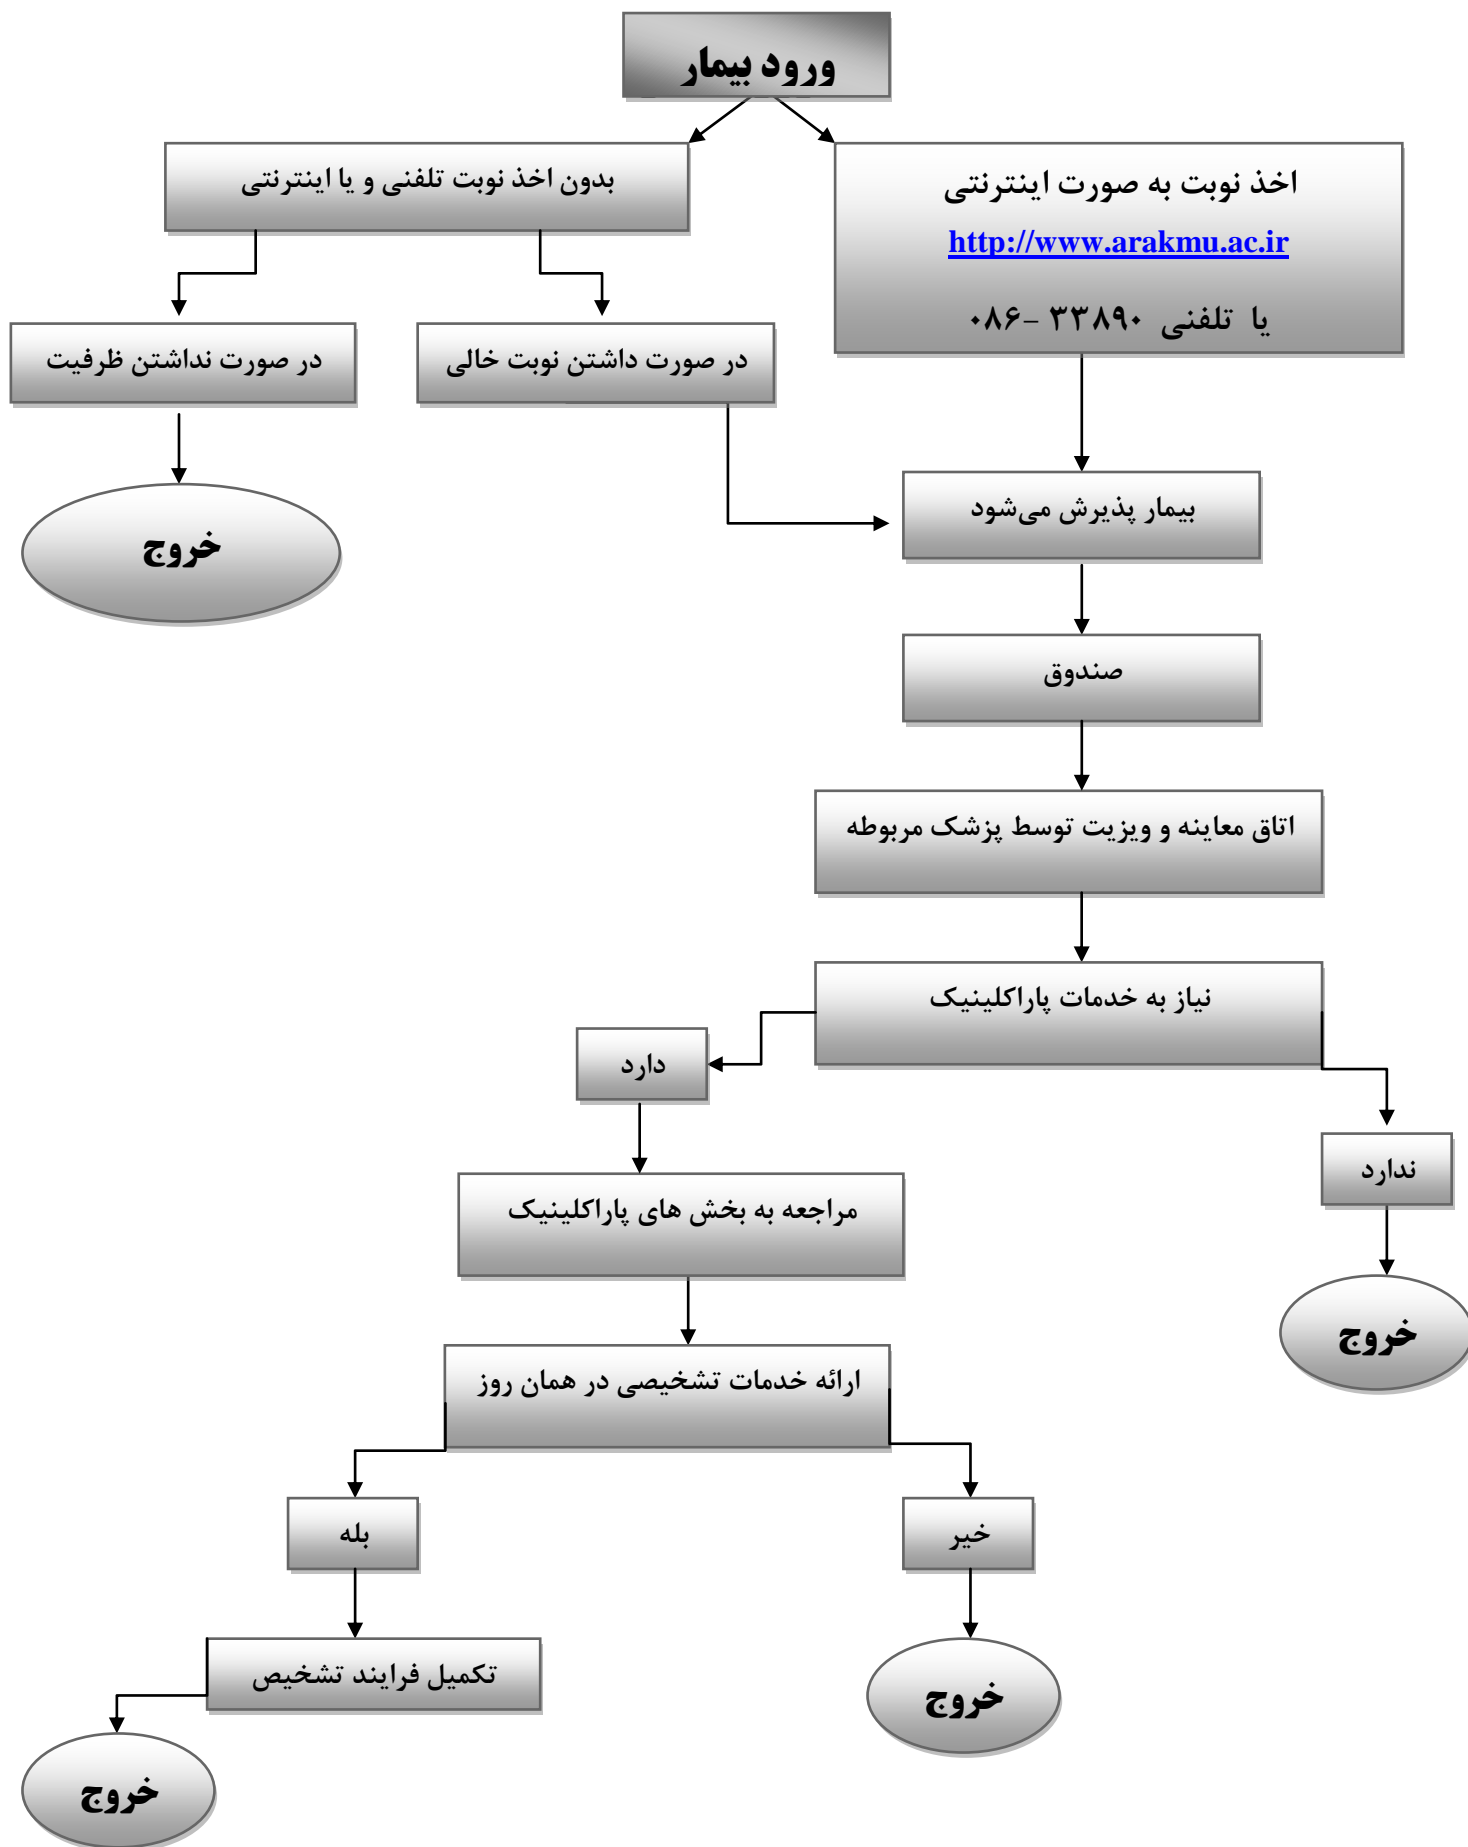 ورود بیمار
اخذ نوبت به صورت اینترنتی
http://www.arakmu.ac.ir
یا تلفنی ۳۳۸۹۰ -۰۸۶
بدون اخذ نوبت تلفنی و یا اینترنتی
در صورت داشتن نوبت خالی
در صورت نداشتن ظرفیت
خروج
بیمار پذیرش می‌شود
صندوق
اتاق معاینه و ویزیت توسط پزشک مربوطه
نیاز به خدمات پاراکلینیک
دارد
ندارد
مراجعه به بخش های پاراکلینیک
خروج
ارائه خدمات تشخیصی در همان روز
خیر
بله
تکمیل فرایند تشخیص
خروج
خروج